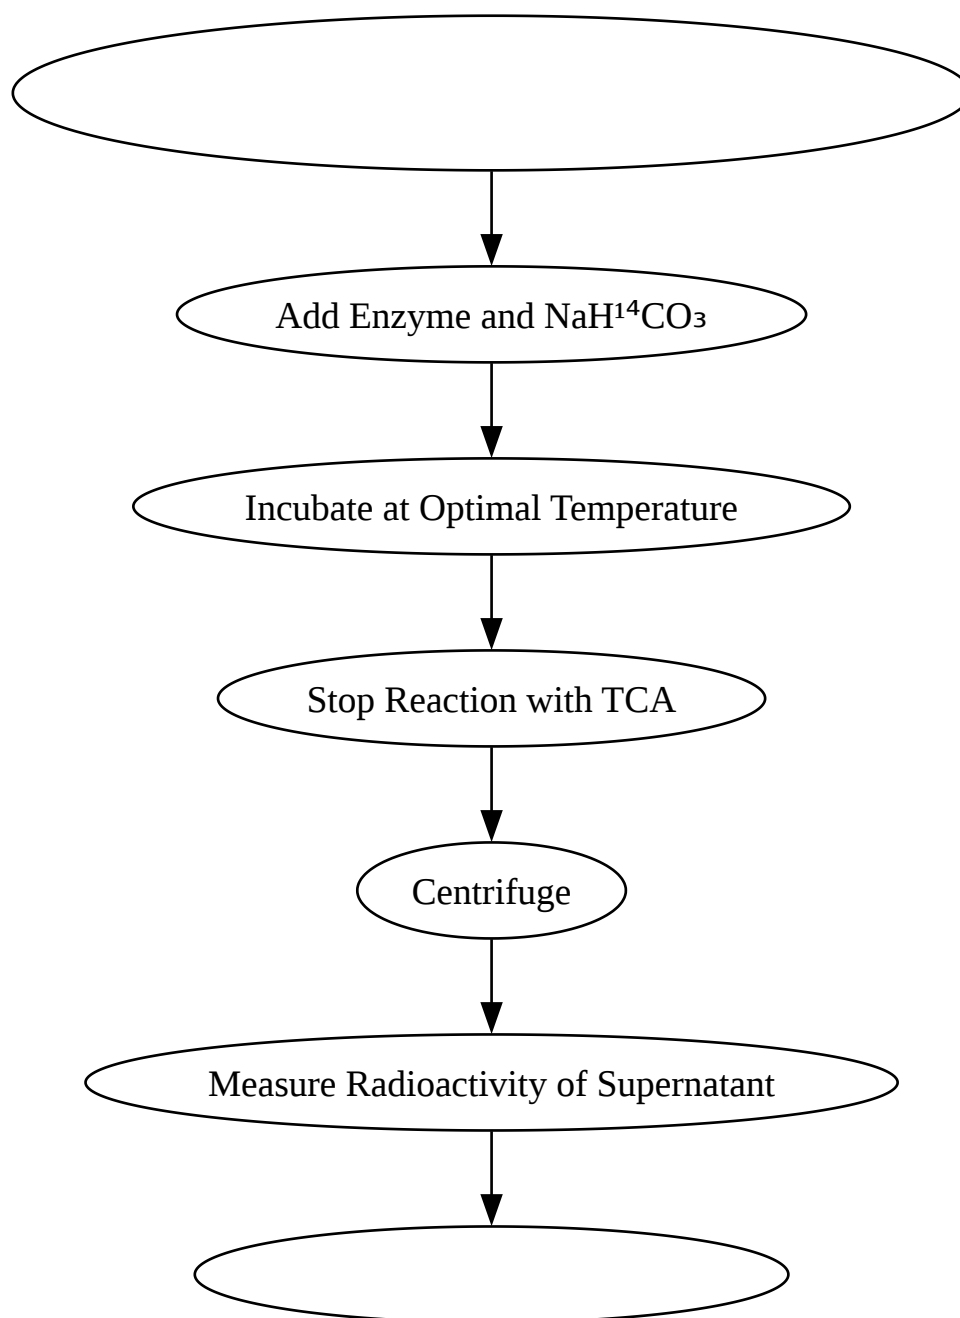 Add Enzyme and NaH¹⁴CO₃
Incubate at Optimal Temperature
Stop Reaction with TCA
Centrifuge
Measure Radioactivity of Supernatant